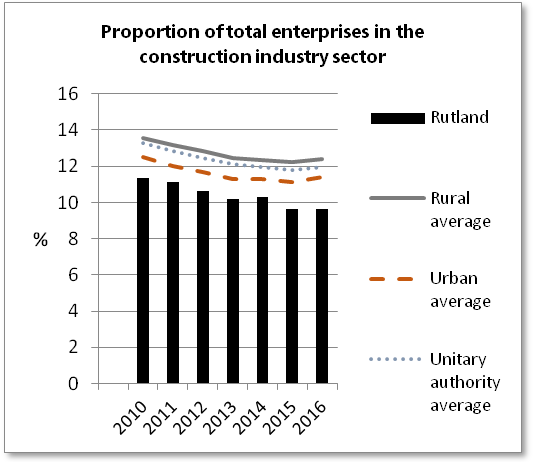 Proportion of total enterprises in the
construction industry sector
16
14
12
10
8
6
4
2
0
%
2010
2011
2012
2013
2014
2015
2016
Rutland
Rural
average
Urban
average
Unitary
authority
average